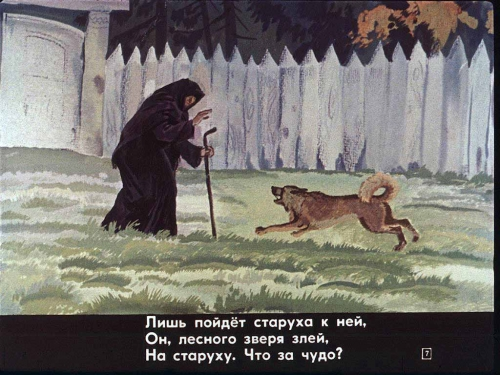 Лишь пойдёт старуха к ней,
Он, лесного зверя злей,
На старуху. Что за чудо?
7